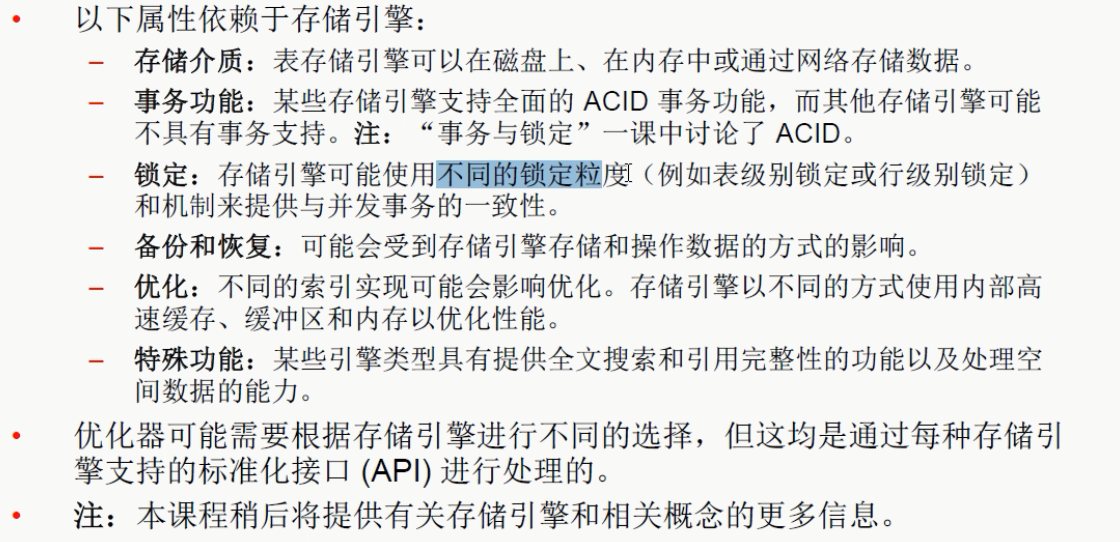 • 以下属性依赖于存储引擎：
– 存储介质：表存储引擎可以在磁盘上、在内存中或通过网络存储数据。
– 事务功能：某些存储引擎支持全面的 ACID 事务功能，而其他存储引擎可能
不具有事务支持。注：“事务与锁定”一课中讨论了 ACID。
– 锁定：存储引擎可能使用不同的锁定粒度（例如表级别锁定或行级别锁定）
和机制来提供与并发事务的一致性。
– 备份和恢复：可能会受到存储引擎存储和操作数据的方式的影响。
– 优化：不同的索引实现可能会影响优化。存储引擎以不同的方式使用内部高
速缓存、缓冲区和内存以优化性能。
– 特殊功能：某些引擎类型具有提供全文搜索和引用完整性的功能以及处理空
间数据的能力。
• 优化器可能需要根据存储引擎进行不同的选择，但这均是通过每种存储引
擎支持的标准化接口 (API) 进行处理的。
• 注：本课程稍后将提供有关存储引擎和相关概念的更多信息。